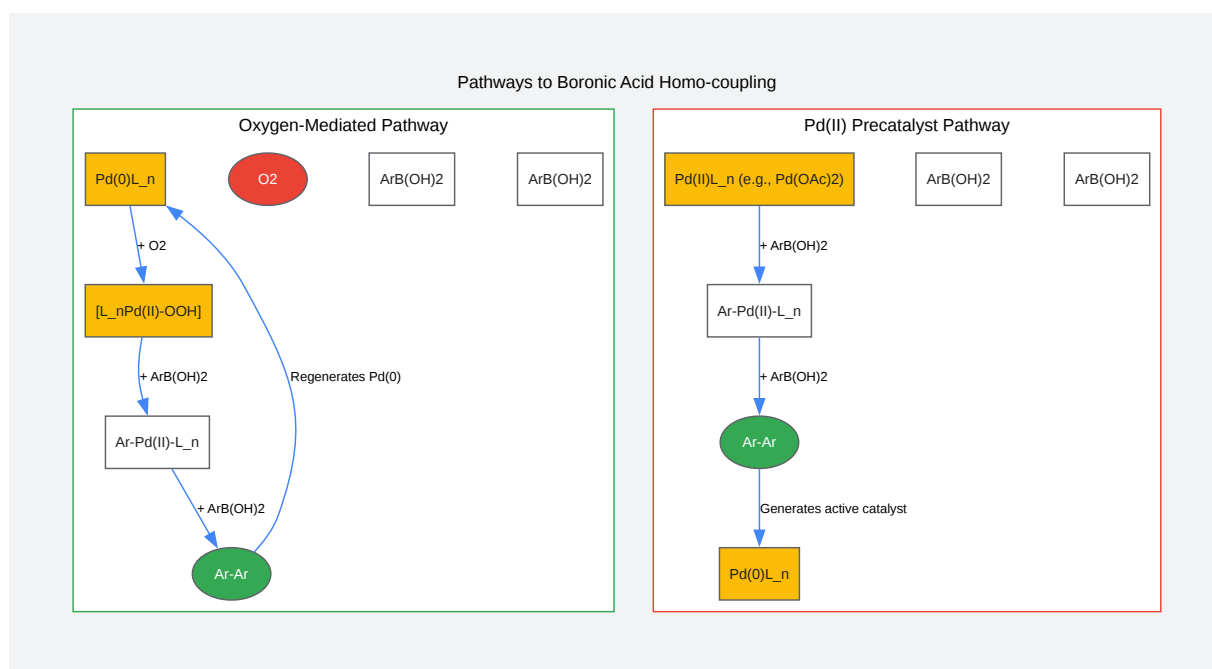 Pathways to Boronic Acid Homo-coupling
Oxygen-Mediated Pathway
Pd(0)L_n
O2
ArB(OH)2
ArB(OH)2
+ O2
[L_nPd(II)-OOH]
+ ArB(OH)2
Regenerates Pd(0)
Ar-Pd(II)-L_n
+ ArB(OH)2
Ar-Ar
Pd(II) Precatalyst Pathway
Pd(II)L_n (e.g., Pd(OAc)2)
ArB(OH)2
ArB(OH)2
+ ArB(OH)2
Ar-Pd(II)-L_n
+ ArB(OH)2
Ar-Ar
Generates active catalyst
Pd(0)L_n